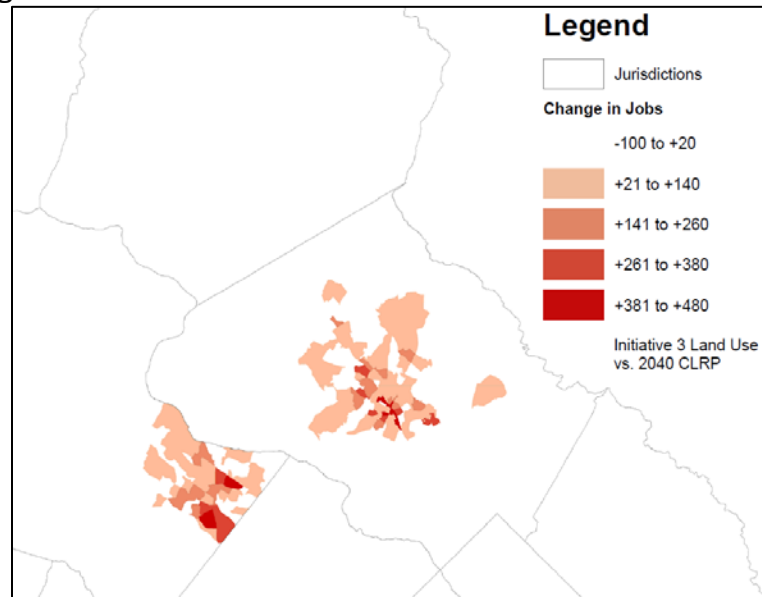 Legend
Jurisdictions
Change in Jobs
-100 to +20
+21 to +140
+141 to +260
+261 to +380
+381 to +480
Initiative 3 Land Use
vs. 2040 CLRP